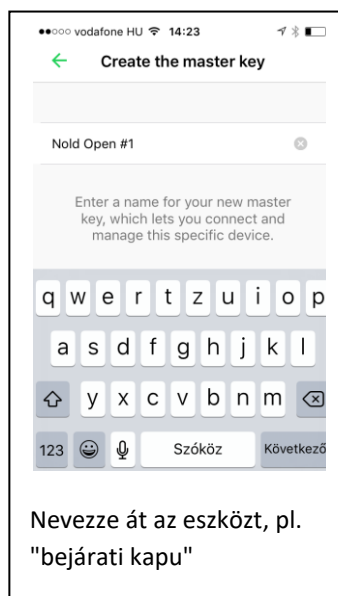 vodafone HU 14:23
Create the master key
Nold Open #1
Enter a name for your new master
key, which lets you connect and
manage this specific device.
q w e r t z u i o p
a s d f g h j k l
y x c v b n m
123 Szóköz Következő
Nevezze át az eszközt, pl.
"bejárati kapu"